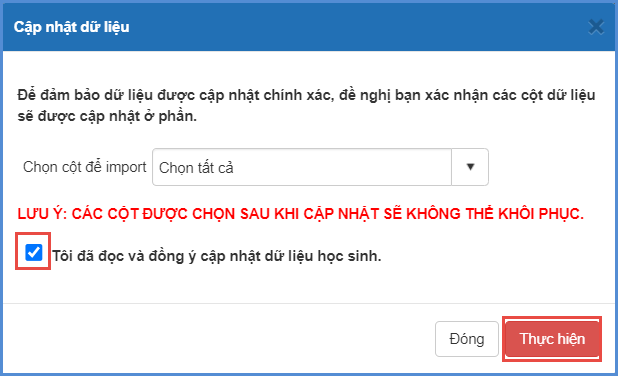 Cập nhật dữ liệu
Để đảm bảo dữ liệu được cập nhật chính xác, đề nghị bạn xác nhận các cột dữ liệu
sẽ được cập nhật ở phần.
Chọn cột để import Chọn tất cả
LƯU Ý: CÁC CỘT ĐƯỢC CHỌN SAU KHI CẬP NHẬT SẼ KHÔNG THỂ KHÔI PHỤC.
Tôi đã đọc và đồng ý cập nhật dữ liệu học sinh.
Đóng Thực hiện